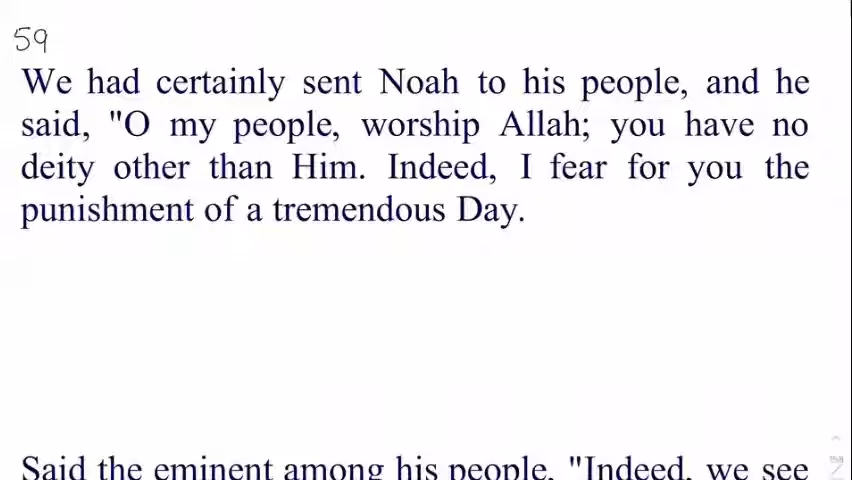 59
We had certainly sent Noah to his people, and he
said, "O my people, worship Allah; you have no
deity other than Him. Indeed, I fear for you the
punishment of a tremendous Day.
Said the eminent among his people, "Indeed, we see